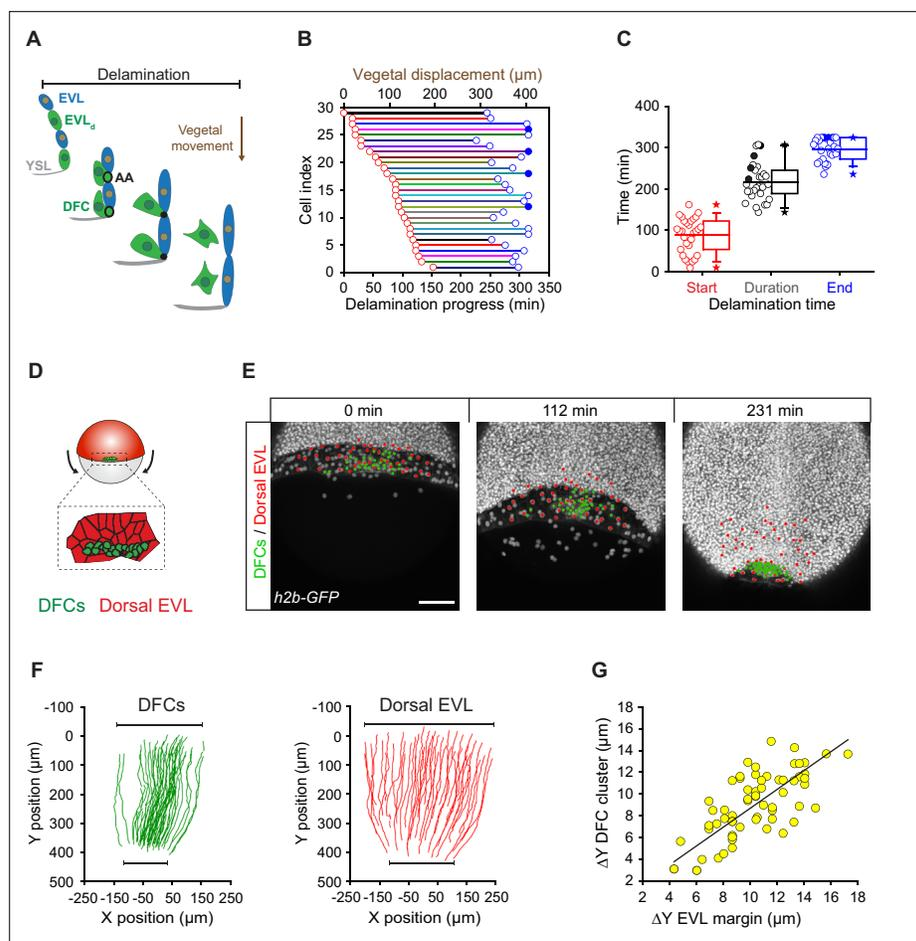 A
Delamination
EVL
EVLd
Vegetal
movement
YSL
AA
DFC
B
Vegetal displacement (µm)
0 100 200 300 400
30
25
20
15
10
5
0
Cell index
0 50 100 150 200 250 300 350
Delamination progress (min)
C
400
300
200
100
0
Time (min)
Start Duration End
Delamination time
D
DFCs Dorsal EVL
E
0 min 112 min 231 min
DFCs / Dorsal EVL
h2b-GFP
F
DFCs
-100
0
100
200
300
400
500
Y position (µm)
-250 -150 -50 50 150 250
X position (µm)
Dorsal EVL
-100
0
100
200
300
400
500
Y position (µm)
-250 -150 -50 50 150 250
X position (µm)
G
18
16
14
12
10
8
6
4
2
ΔY DFC cluster (µm)
2 4 6 8 10 12 14 16 18
ΔY EVL margin (µm)